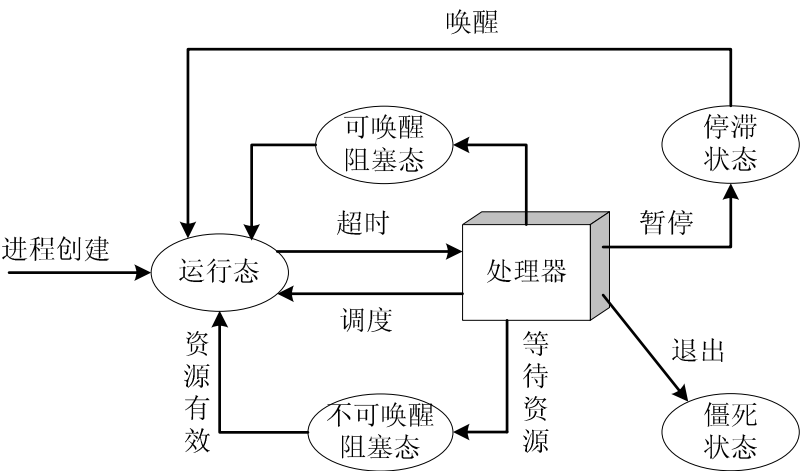 唤醒
可唤醒
阻塞态
停滞
状态
超时
暂停
进程创建
运行态
处理器
调度
资源有效
等待资源
退出
不可唤醒
阻塞态
僵死
状态